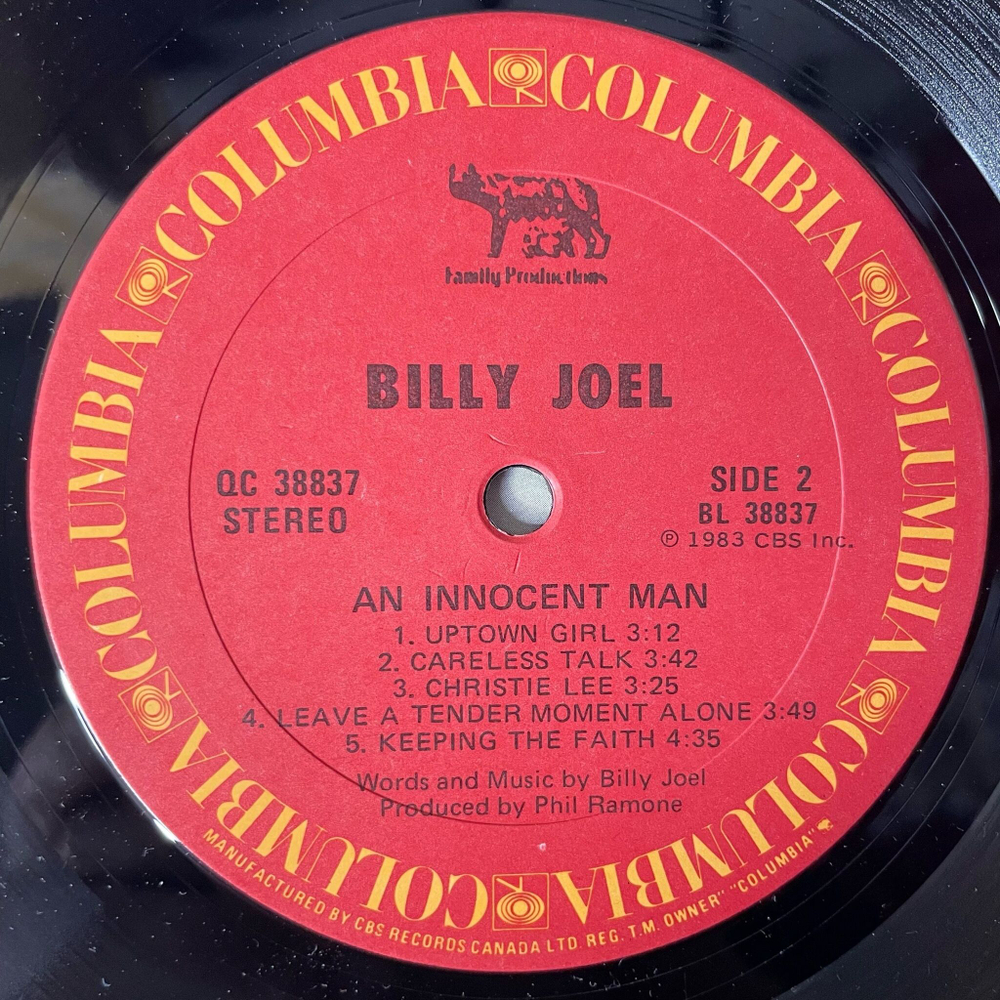 COLUMBIA COLUMBIA COLUMBIA COLUMBIA COLUMBIA COLUMBIA
Family Productions
BILLY JOEL
QC 38837
STEREO
SIDE 2
BL 38837
℗ 1983 CBS Inc.
AN INNOCENT MAN
1. UPTOWN GIRL 3:12
2. CARELESS TALK 3:42
3. CHRISTIE LEE 3:25
4. LEAVE A TENDER MOMENT ALONE 3:49
5. KEEPING THE FAITH 4:35
Words and Music by Billy Joel
Produced by Phil Ramone
MANUFACTURED BY CBS RECORDS CANADA LTD. REG. T.M. OWNER" "COLUMBIA"